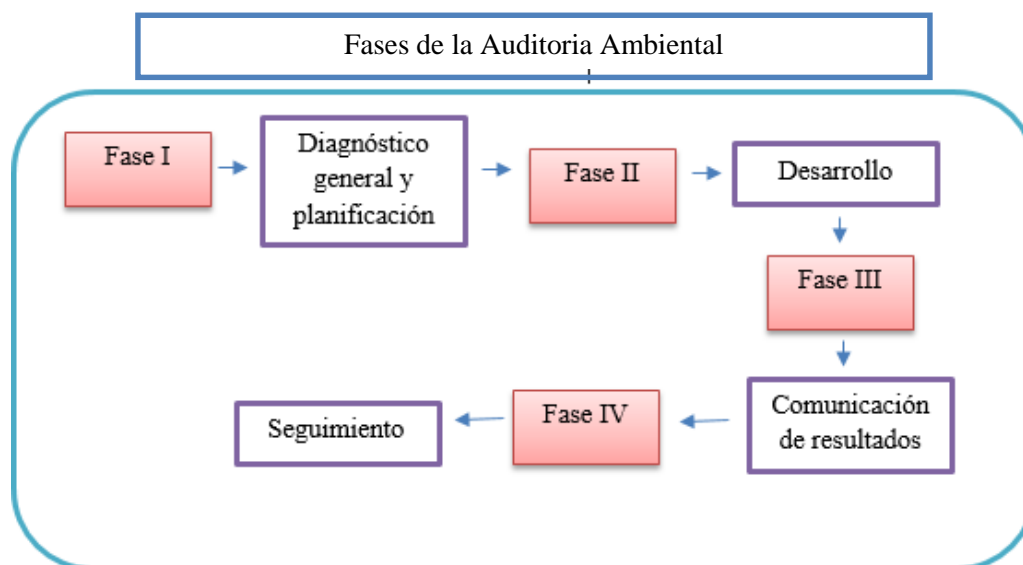 Fases de la Auditoria Ambiental
Fase I
Diagnóstico
general y
planificación
Fase II
Desarrollo
Fase III
Comunicación
de resultados
Fase IV
Seguimiento